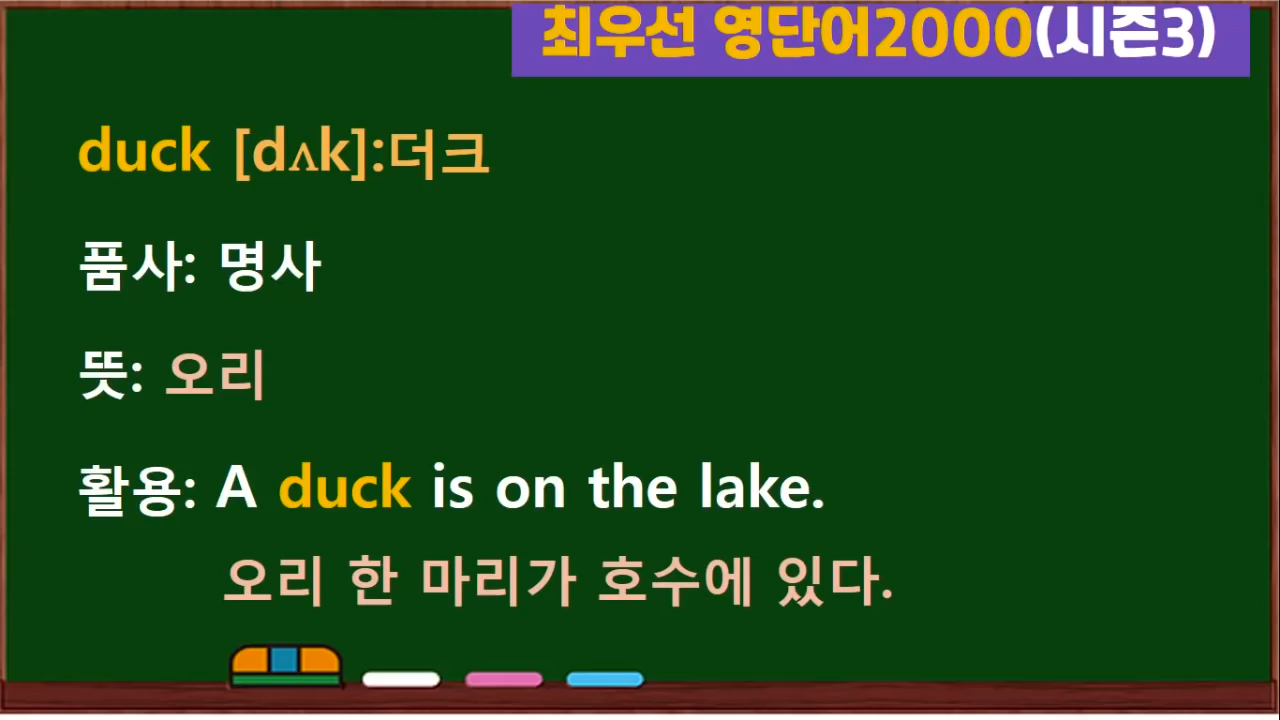 최우선 영단어2000(시즌3)
duck [dʌk]:더크
품사: 명사
뜻: 오리
활용: A duck is on the lake.
오리 한 마리가 호수에 있다.